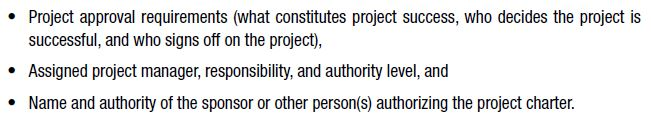 • Project approval requirements (what constitutes project success, who decides the project is
successful, and who signs off on the project),
• Assigned project manager, responsibility, and authority level, and
• Name and authority of the sponsor or other person(s) authorizing the project charter.